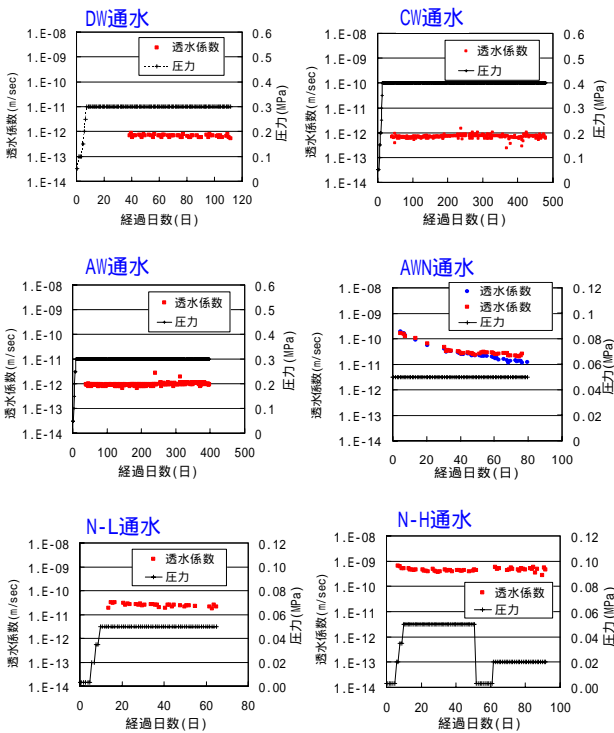 DW通水
1.E-08
1.E-09
1.E-10
1.E-11
1.E-12
1.E-13
1.E-14
透水係数(m/sec)
透水係数
圧力
0.6
0.5
0.4
0.3
0.2
0.1
0
圧力(MPa)
0 20 40 60 80 100 120
経過日数(日)
CW通水
1.E-08
1.E-09
1.E-10
1.E-11
1.E-12
1.E-13
1.E-14
透水係数(m/sec)
透水係数
圧力
0.6
0.5
0.4
0.3
0.2
0.1
0
圧力(MPa)
0 100 200 300 400 500
経過日数(日)
AW通水
1.E-08
1.E-09
1.E-10
1.E-11
1.E-12
1.E-13
1.E-14
透水係数(m/sec)
透水係数
圧力
0.6
0.5
0.4
0.3
0.2
0.1
0
圧力(MPa)
0 100 200 300 400 500
経過日数(日)
AWN通水
1.E-08
1.E-09
1.E-10
1.E-11
1.E-12
1.E-13
1.E-14
透水係数(m/sec)
透水係数
透水係数
圧力
0.12
0.1
0.08
0.06
0.04
0.02
0
圧力(MPa)
0 20 40 60 80 100
経過日数(日)
N-L通水
1.E-08
1.E-09
1.E-10
1.E-11
1.E-12
1.E-13
1.E-14
透水係数(m/sec)
透水係数
圧力
0.12
0.10
0.08
0.06
0.04
0.02
0.00
圧力(MPa)
0 20 40 60 80
経過日数(日)
N-H通水
1.E-08
1.E-09
1.E-10
1.E-11
1.E-12
1.E-13
1.E-14
透水係数(m/sec)
透水係数
圧力
0.12
0.10
0.08
0.06
0.04
0.02
0.00
圧力(MPa)
0 20 40 60 80 100
経過日数(日)